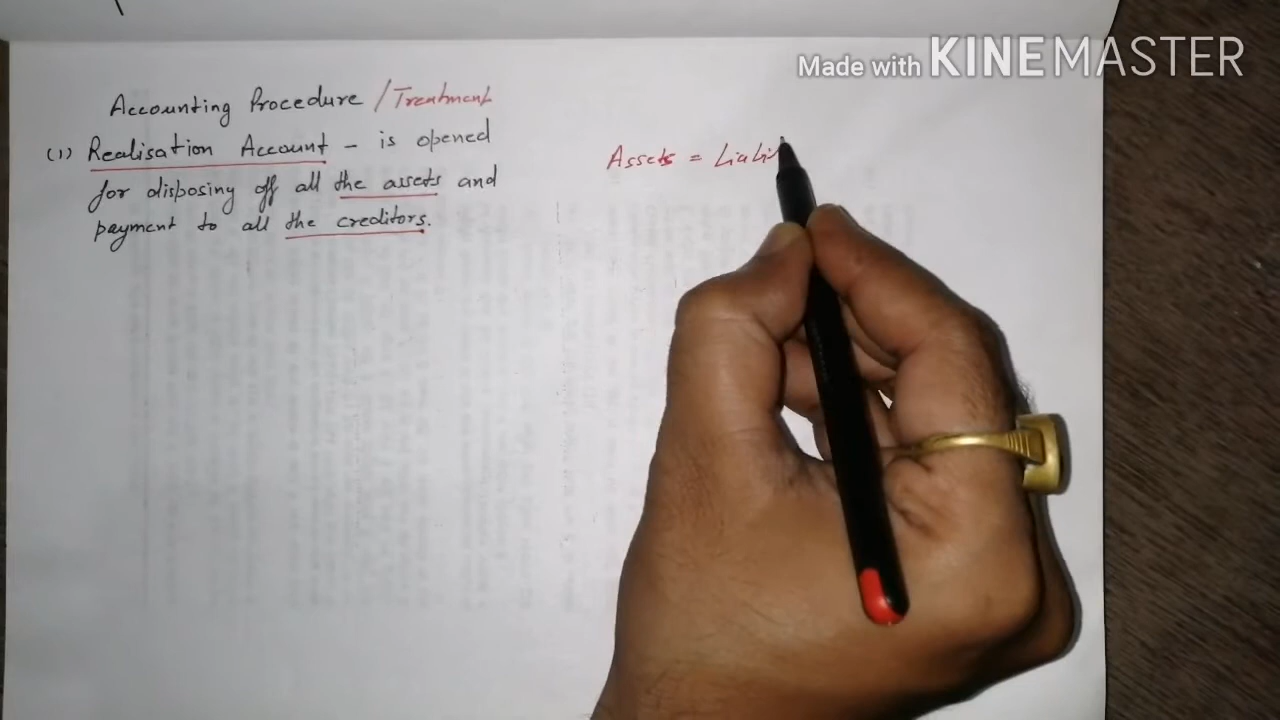 Made with KINEMASTER
Accounting Procedure / Treatment
(1) Realisation Account - is opened
for disposing off all the assets and
payment to all the creditors.
Assets = Liabi